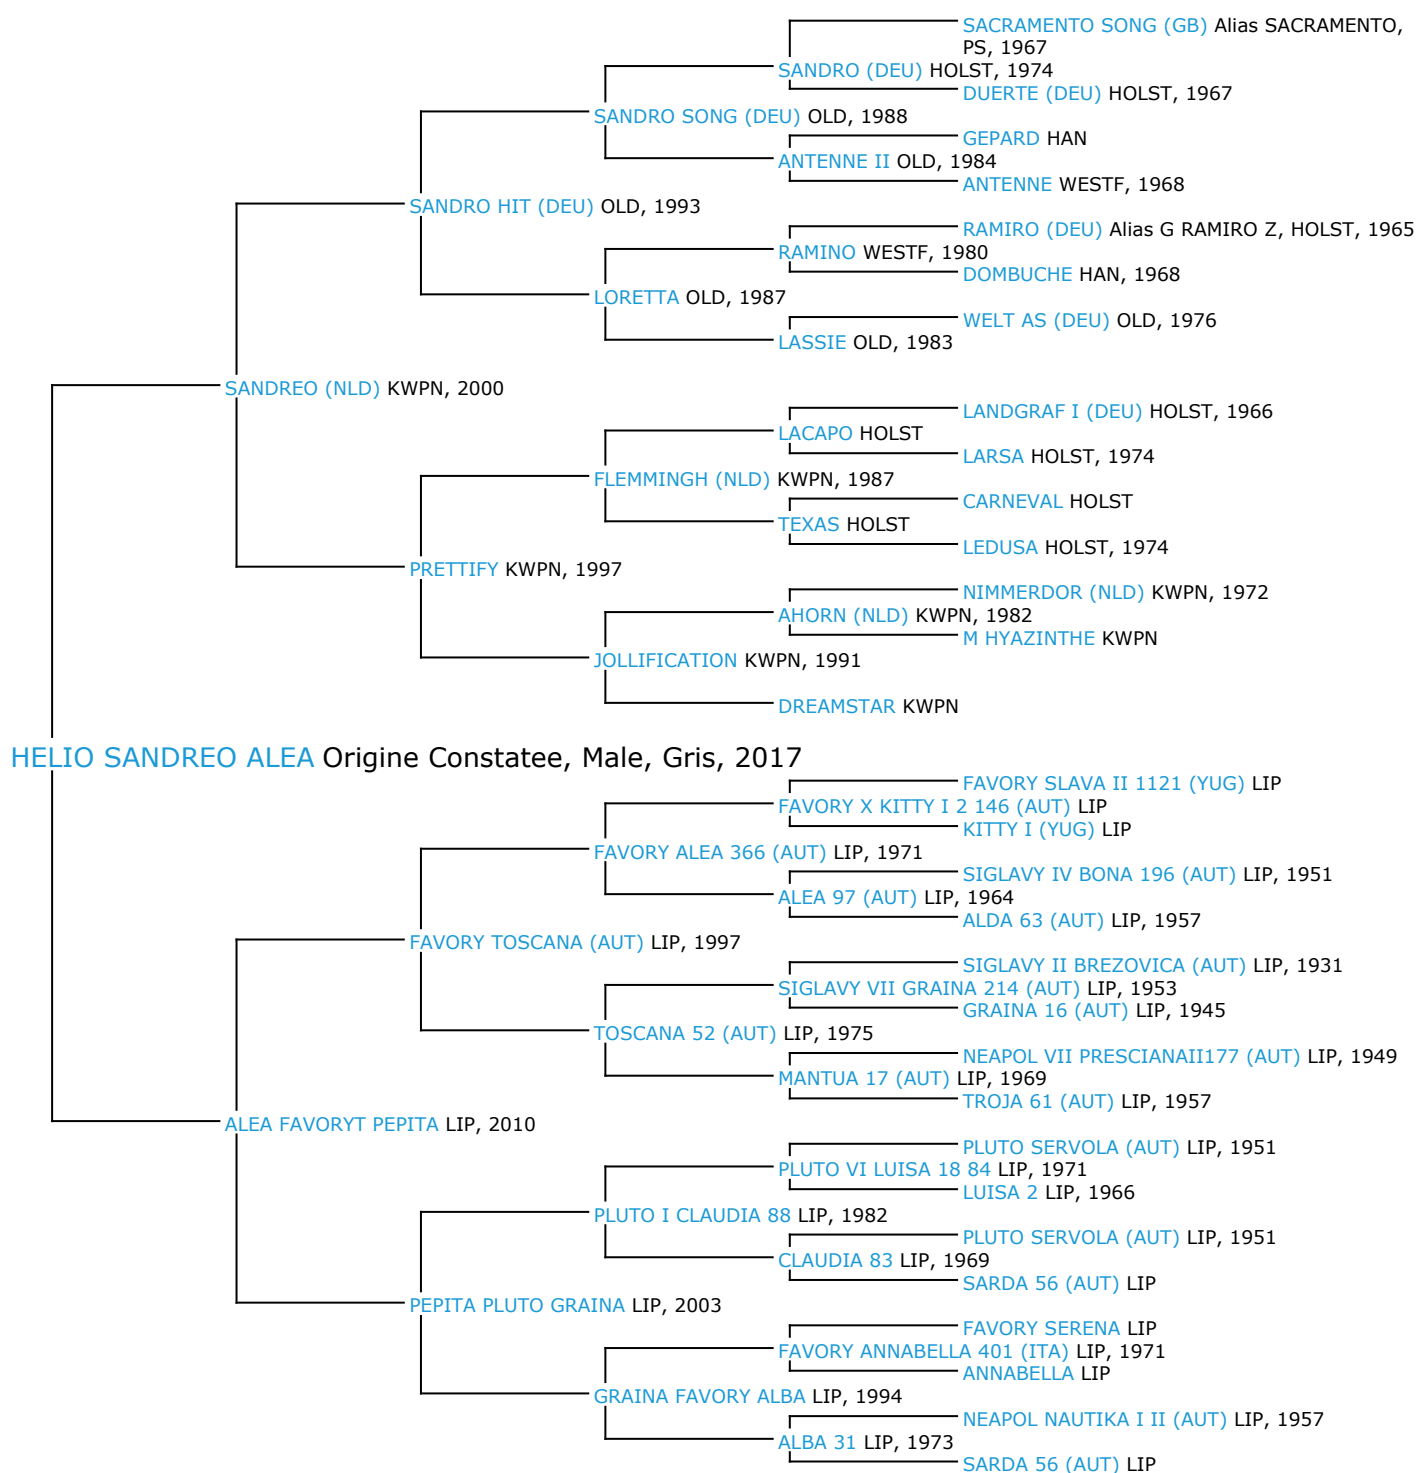 SACRAMENTO SONG (GB) Alias SACRAMENTO,
PS, 1967
SANDRO (DEU) HOLST, 1974
DUERTE (DEU) HOLST, 1967
SANDRO SONG (DEU) OLD, 1988
GEPARD HAN
ANTENNE II OLD, 1984
ANTENNE WESTF, 1968
SANDRO HIT (DEU) OLD, 1993
RAMIRO (DEU) Alias G RAMIRO Z, HOLST, 1965
RAMINO WESTF, 1980
DOMBUCHE HAN, 1968
LORETTA OLD, 1987
WELT AS (DEU) OLD, 1976
LASSIE OLD, 1983
SANDREO (NLD) KWPN, 2000
LANDGRAF I (DEU) HOLST, 1966
LACAPO HOLST
LARSA HOLST, 1974
FLEMMINGH (NLD) KWPN, 1987
CARNEVAL HOLST
TEXAS HOLST
LEDUSA HOLST, 1974
PRETTIFY KWPN, 1997
NIMMERDOR (NLD) KWPN, 1972
AHORN (NLD) KWPN, 1982
M HYAZINTHE KWPN
JOLLIFICATION KWPN, 1991
DREAMSTAR KWPN
HELIO SANDREO ALEA Origine Constatee, Male, Gris, 2017
FAVORY SLAVA II 1121 (YUG) LIP
FAVORY X KITTY I 2 146 (AUT) LIP
KITTY I (YUG) LIP
FAVORY ALEA 366 (AUT) LIP, 1971
SIGLAVY IV BONA 196 (AUT) LIP, 1951
ALEA 97 (AUT) LIP, 1964
ALDA 63 (AUT) LIP, 1957
FAVORY TOSCANA (AUT) LIP, 1997
SIGLAVY II BREZOVICA (AUT) LIP, 1931
SIGLAVY VII GRAINA 214 (AUT) LIP, 1953
GRAINA 16 (AUT) LIP, 1945
TOSCANA 52 (AUT) LIP, 1975
NEAPOL VII PRESCIANAII177 (AUT) LIP, 1949
MANTUA 17 (AUT) LIP, 1969
TROJA 61 (AUT) LIP, 1957
ALEA FAVORYT PEPITA LIP, 2010
PLUTO SERVOLA (AUT) LIP, 1951
PLUTO VI LUISA 18 84 LIP, 1971
LUISA 2 LIP, 1966
PLUTO I CLAUDIA 88 LIP, 1982
PLUTO SERVOLA (AUT) LIP, 1951
CLAUDIA 83 LIP, 1969
SARDA 56 (AUT) LIP
PEPITA PLUTO GRAINA LIP, 2003
FAVORY SERENA LIP
FAVORY ANNABELLA 401 (ITA) LIP, 1971
ANNABELLA LIP
GRAINA FAVORY ALBA LIP, 1994
NEAPOL NAUTIKA I II (AUT) LIP, 1957
ALBA 31 LIP, 1973
SARDA 56 (AUT) LIP